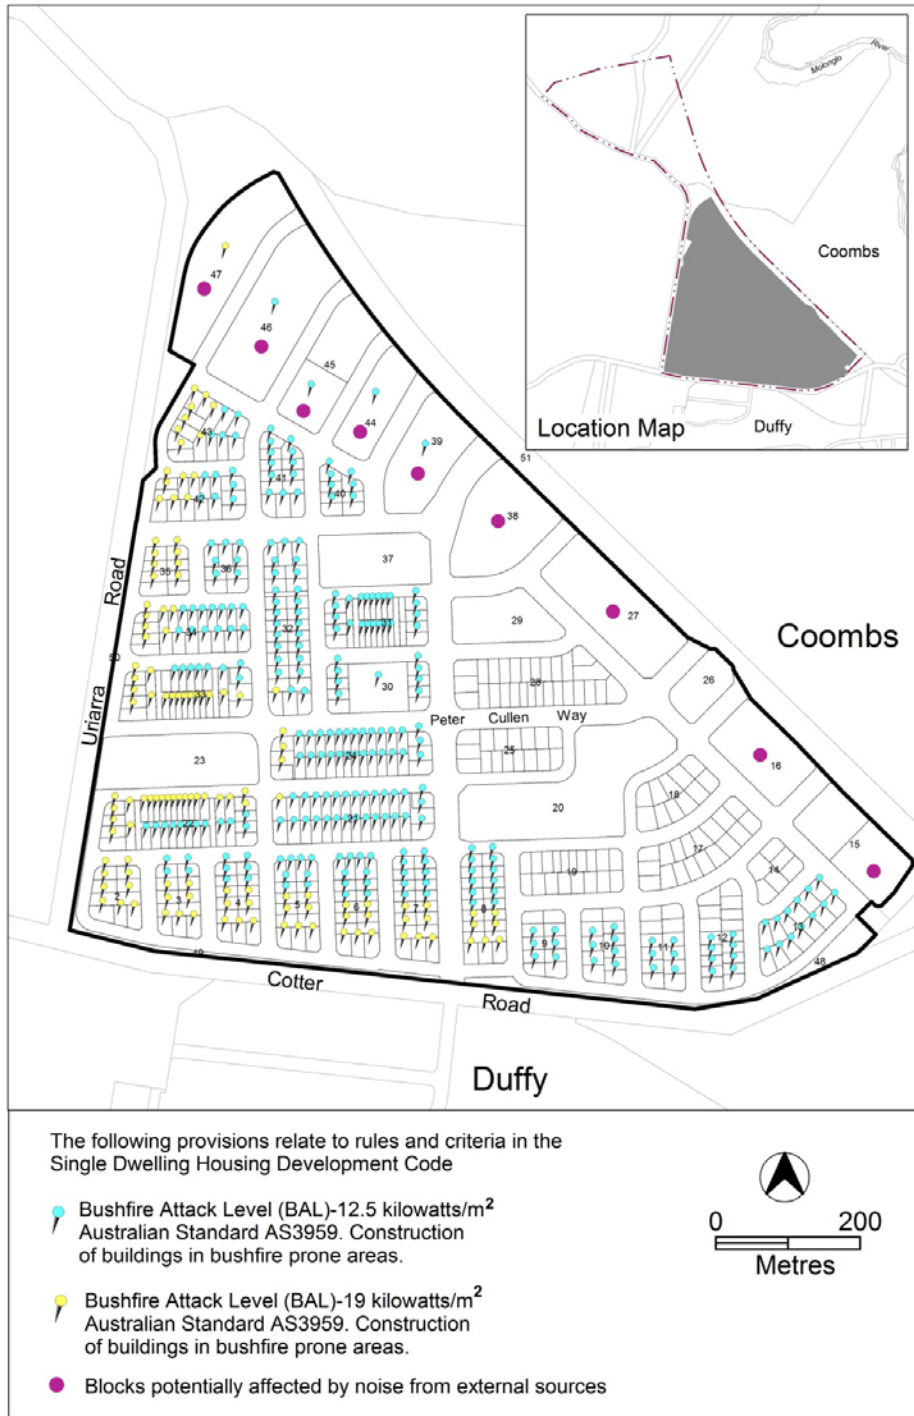 Molonglo River
Coombs
Duffy
Location Map
47
46
45
44
43
39
51
41
42
40
38
37
35
36
Road
27
Coombs
34
32
31
29
50
33
30
28
26
Peter Cullen Way
Uriarra
23
24
25
16
20
18
22
21
17
15
19
14
2
3
4
5
6
7
8
9
10
11
12
13
48
49
Cotter
Road
Duffy
The following provisions relate to rules and criteria in the
Single Dwelling Housing Development Code
Bushfire Attack Level (BAL)-12.5 kilowatts/m²
Australian Standard AS3959. Construction
of buildings in bushfire prone areas.
0 200
Metres
Bushfire Attack Level (BAL)-19 kilowatts/m²
Australian Standard AS3959. Construction
of buildings in bushfire prone areas.
Blocks potentially affected by noise from external sources